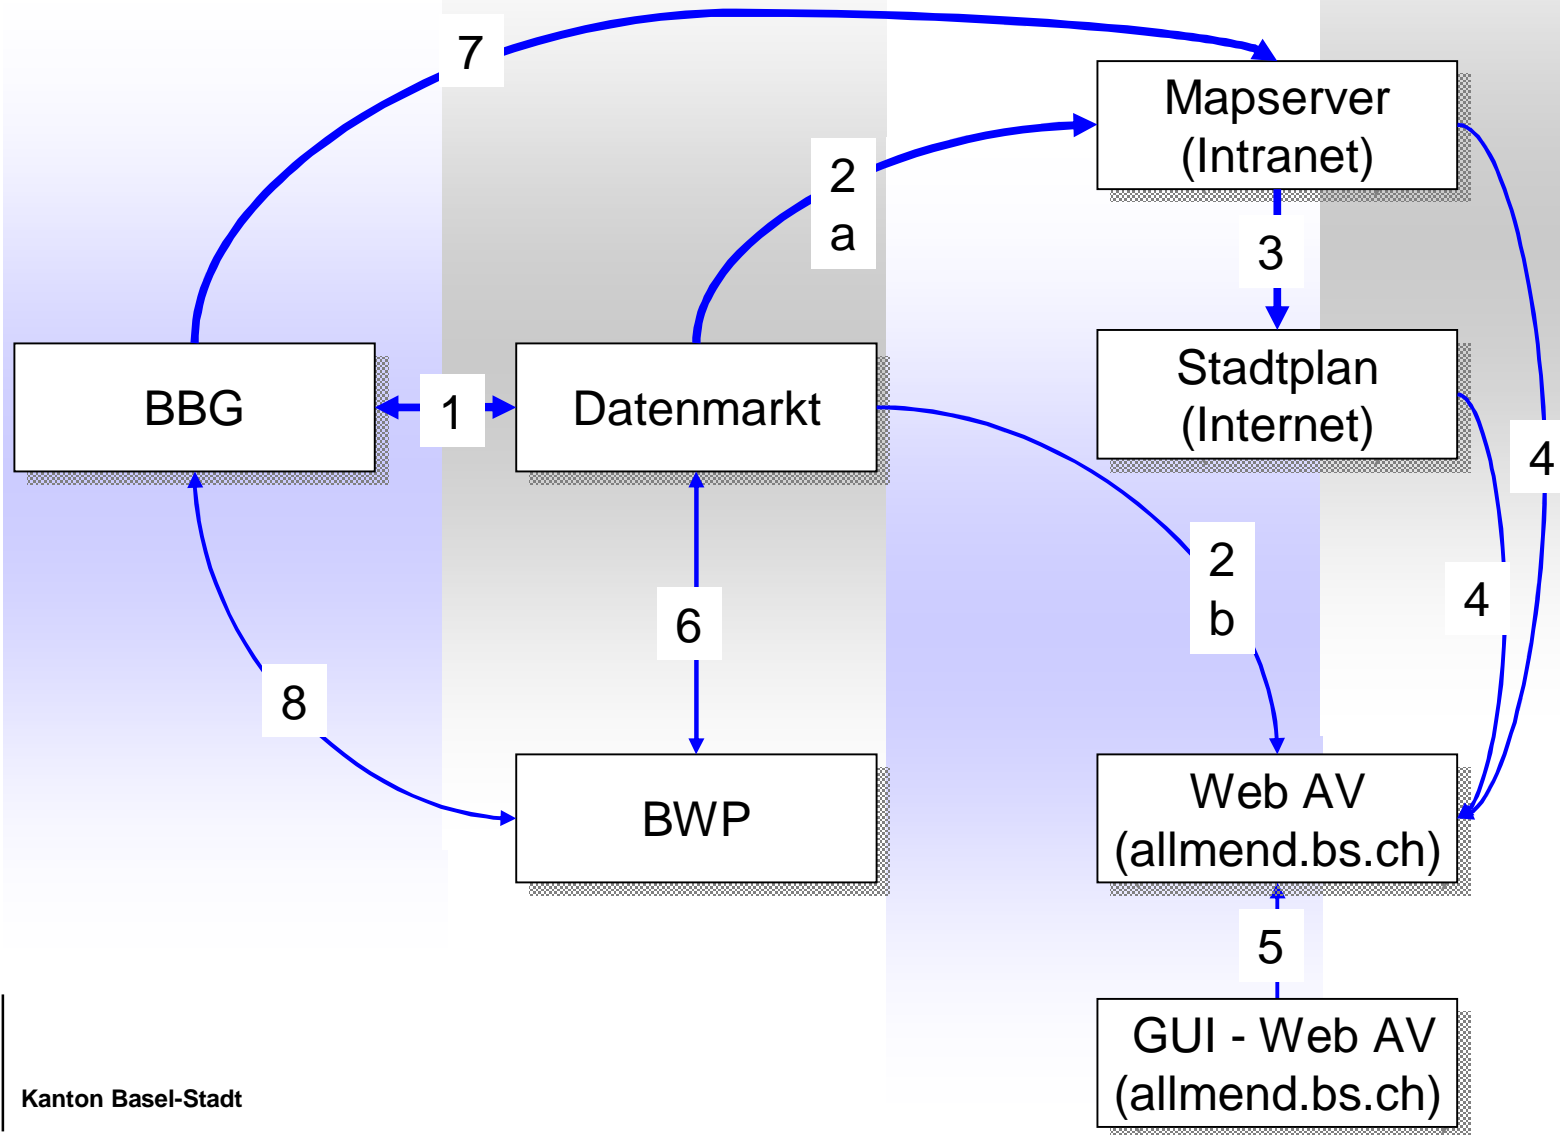 7
Mapserver
(Intranet)
2
a
3
BBG
1
Datenmarkt
Stadtplan
(Internet)
4
2
b
4
6
8
BWP
Web AV
(allmend.bs.ch)
5
GUI - Web AV
(allmend.bs.ch)
Kanton Basel-Stadt